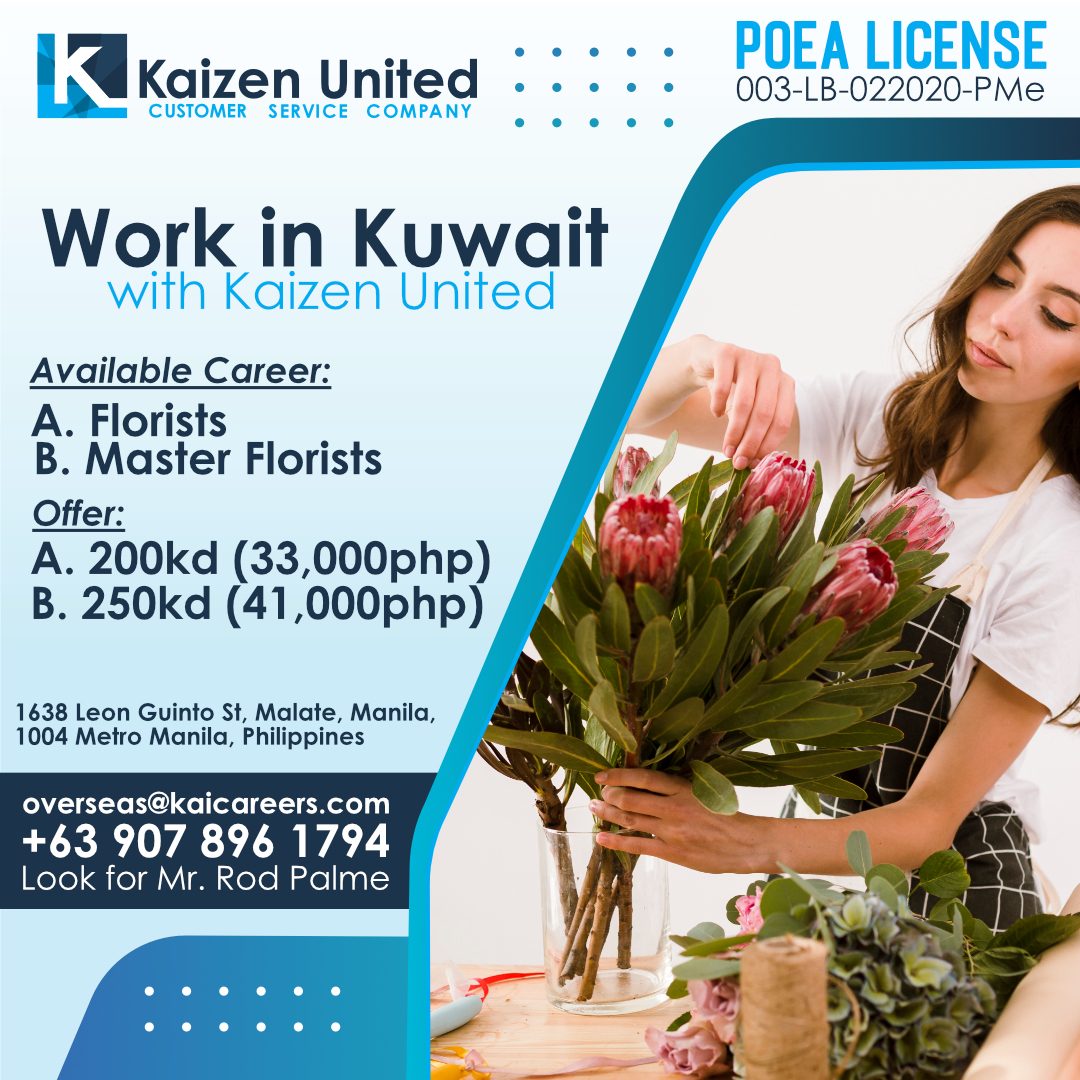 K
Kaizen United
CUSTOMER SERVICE COMPANY
POEA LICENSE
003-LB-022020-PMe
Work in Kuwait
with Kaizen United
Available Career:
A. Florists
B. Master Florists
Offer:
A. 200kd (33,000php)
B. 250kd (41,000php)
1638 Leon Guinto St, Malate, Manila,
1004 Metro Manila, Philippines
overseas@kaicareers.com
+63 907 896 1794
Look for Mr. Rod Palme